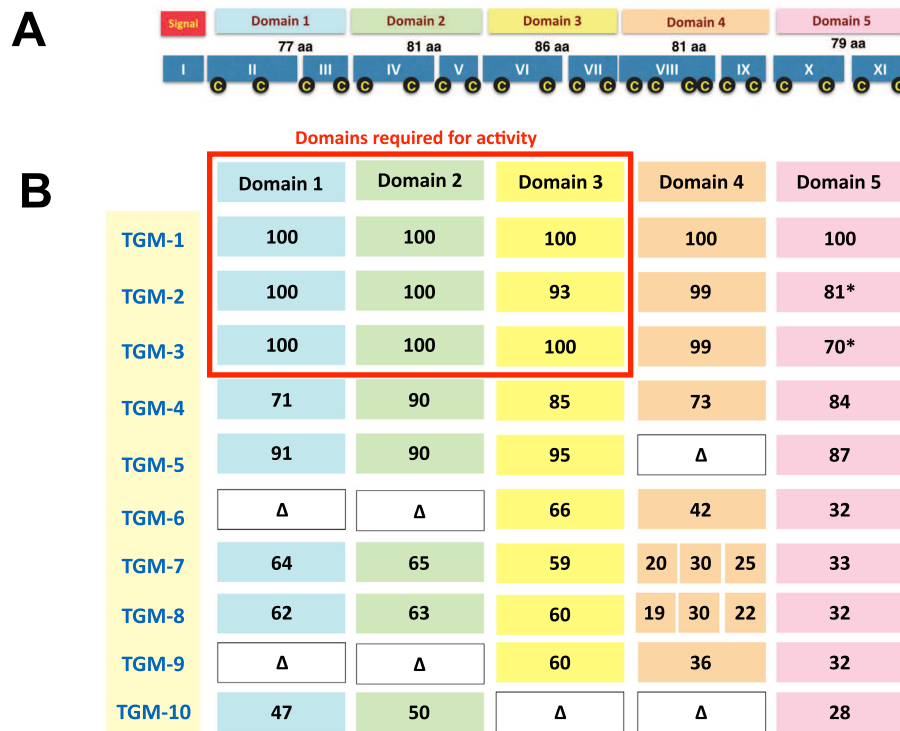 A
Signal Domain 1 Domain 2 Domain 3 Domain 4 Domain 5
77 aa 81 aa 86 aa 81 aa 79 aa
I II III IV V VI VII VIII IX X XI
C C C C C C C C C C C C C C C C C C C C C C
Domains required for activity
B
Domain 1 Domain 2 Domain 3 Domain 4 Domain 5
TGM-1 100 100 100 100 100
TGM-2 100 100 93 99 81*
TGM-3 100 100 100 99 70*
TGM-4 71 90 85 73 84
TGM-5 91 90 95 Δ 87
TGM-6 Δ Δ 66 42 32
TGM-7 64 65 59 20 30 25 33
TGM-8 62 63 60 19 30 22 32
TGM-9 Δ Δ 60 36 32
TGM-10 47 50 Δ Δ 28